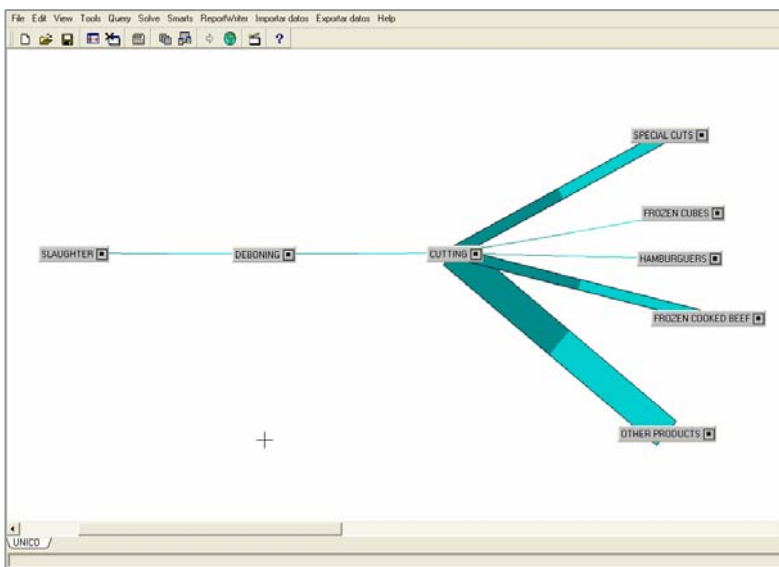 File Edit View Tools Query Solve Smarts ReportWriter Importar datos Exportar datos Help
SPECIAL CUTS
FROZEN CUBES
SLAUGHTER DEBONING CUTTING HAMBURGUERS
FROZEN COOKED BEEF
OTHER PRODUCTS
UNICO